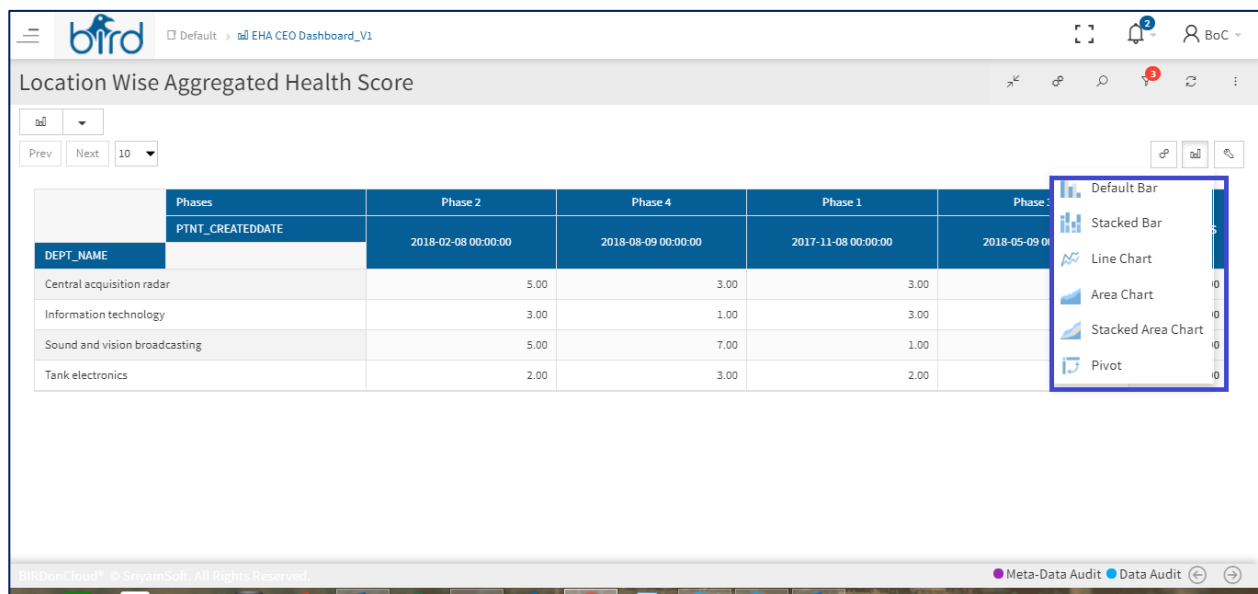 bird Default EHA CEO Dashboard_V1 2 BoC
Location Wise Aggregated Health Score 3
Prev Next 10
Phases Phase 2 Phase 4 Phase 1 Phase
PTNT_CREATEDDATE
DEPT_NAME 2018-02-08 00:00:00 2018-08-09 00:00:00 2017-11-08 00:00:00 2018-05-09
Central acquisition radar 5.00 3.00 3.00
Information technology 3.00 1.00 3.00
Sound and vision broadcasting 5.00 7.00 1.00
Tank electronics 2.00 3.00 2.00
Default Bar
Stacked Bar
Line Chart
Area Chart
Stacked Area Chart
Pivot
BIRDonCloud® © SriyamSoft. All Rights Reserved. Meta-Data Audit Data Audit